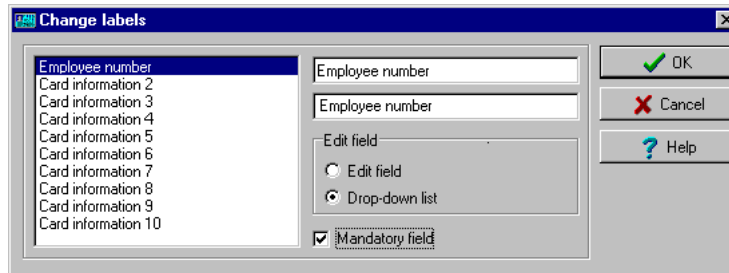 Change labels
Employee number
Card information 2
Card information 3
Card information 4
Card information 5
Card information 6
Card information 7
Card information 8
Card information 9
Card information 10
Employee number
Employee number
Edit field
Edit field
Drop-down list
Mandatory field
OK
Cancel
Help